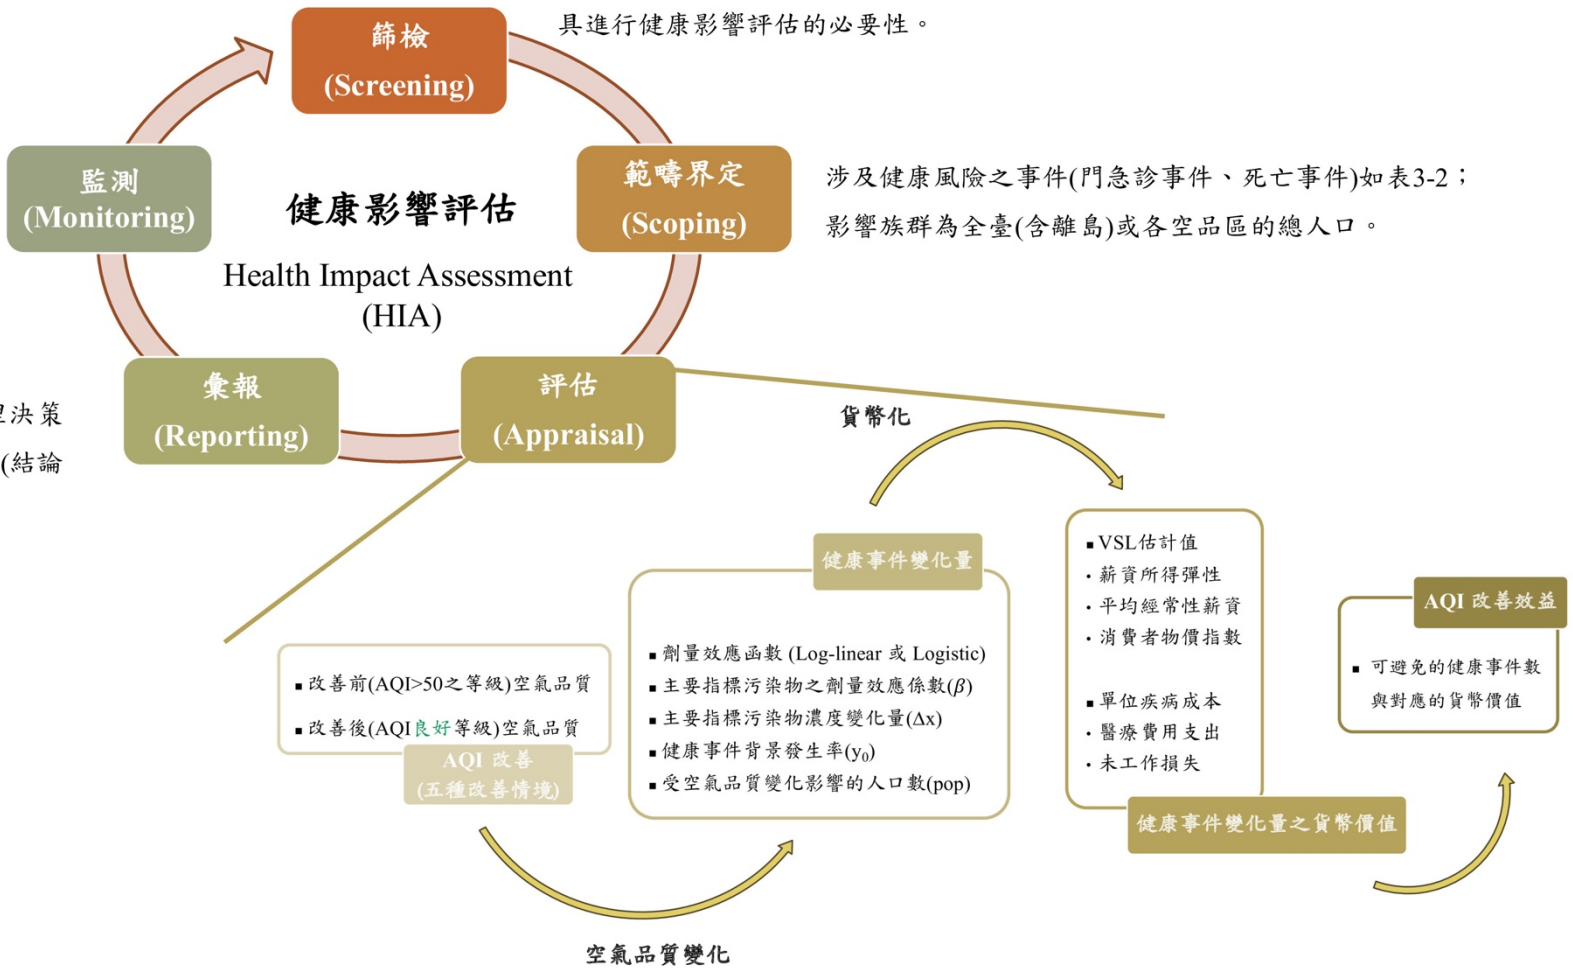 具進行健康影響評估的必要性。
篩檢
(Screening)
範疇界定
(Scoping)
涉及健康風險之事件(門急診事件、死亡事件)如表3-2；
影響族群為全臺(含離島)或各空品區的總人口。
監測
(Monitoring)
健康影響評估
Health Impact Assessment
(HIA)
彙報
(Reporting)
評估
(Appraisal)
決策
(結論
貨幣化
改善前(AQI>50之等級)空氣品質
改善後(AQI良好等級)空氣品質
AQI 改善
(五種改善情境)
空氣品質變化
健康事件變化量
劑量效應函數 (Log-linear 或 Logistic)
主要指標污染物之劑量效應係數(β)
主要指標污染物濃度變化量(Δx)
健康事件背景發生率(y₀)
受空氣品質變化影響的人口數(pop)
VSL估計值
薪資所得彈性
平均經常性薪資
消費者物價指數
單位疾病成本
醫療費用支出
未工作損失
健康事件變化量之貨幣價值
AQI 改善效益
可避免的健康事件數
與對應的貨幣價值